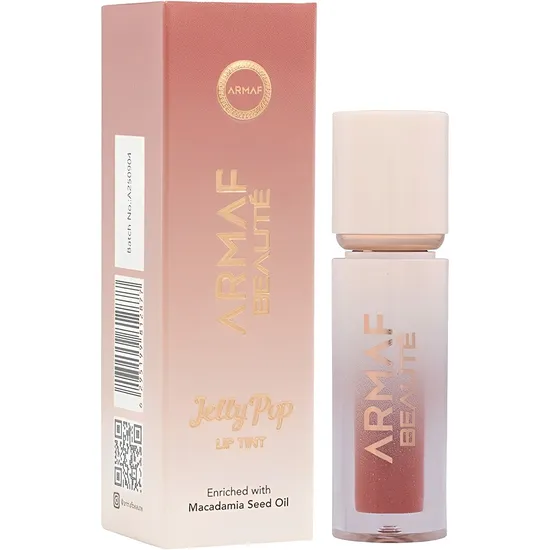 ARMAF
ARMAF
BEAUTÉ
Jelly Pop
LIP TINT
Enriched with
Macadamia Seed Oil
Batch No.:A250904
ARMAF
BEAUTÉ